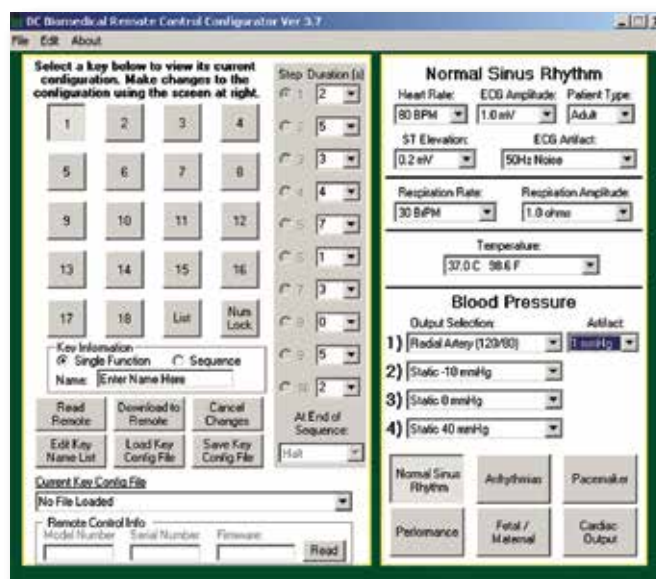 DC Biomedical Remote Control Configurator Ver 3.7
File Edit About
Select a key below to view its current
configuration. Make changes to the
configuration using the screen at right.
1 2 3 4
5 6 7 8
9 10 11 12
13 14 15 16
17 18 List Num Lock
Key Information
Single Function Sequence
Name: Enter Name Here
Read Remote Download to Remote Cancel Changes
Edit Key Name List Load Key Config File Save Key Config File
Current Key Config File
No File Loaded
Remote Control Info
Model Number Serial Number Firmware
Read
Step Duration (s)
1 2
2 5
3 3
4 4
5 7
6 1
7 3
8 0
9 5
10 2
At End of
Sequence:
Halt
Normal Sinus Rhythm
Heart Rate: ECG Amplitude: Patient Type:
80 BPM 1.0 mV Adult
ST Elevation: ECG Artifact:
0.2 mV 50Hz Noise
Respiration Rate: Respiration Amplitude:
30 BrPM 1.0 ohms
Temperature:
37.0 C 98.6 F
Blood Pressure
Output Selection: Artifact:
1) Radial Artery (120/80) 1 mmHg
2) Static -10 mmHg
3) Static 0 mmHg
4) Static 40 mmHg
Normal Sinus Rhythm Arrhythmias Pacemaker
Performance Fetal / Maternal Cardiac Output